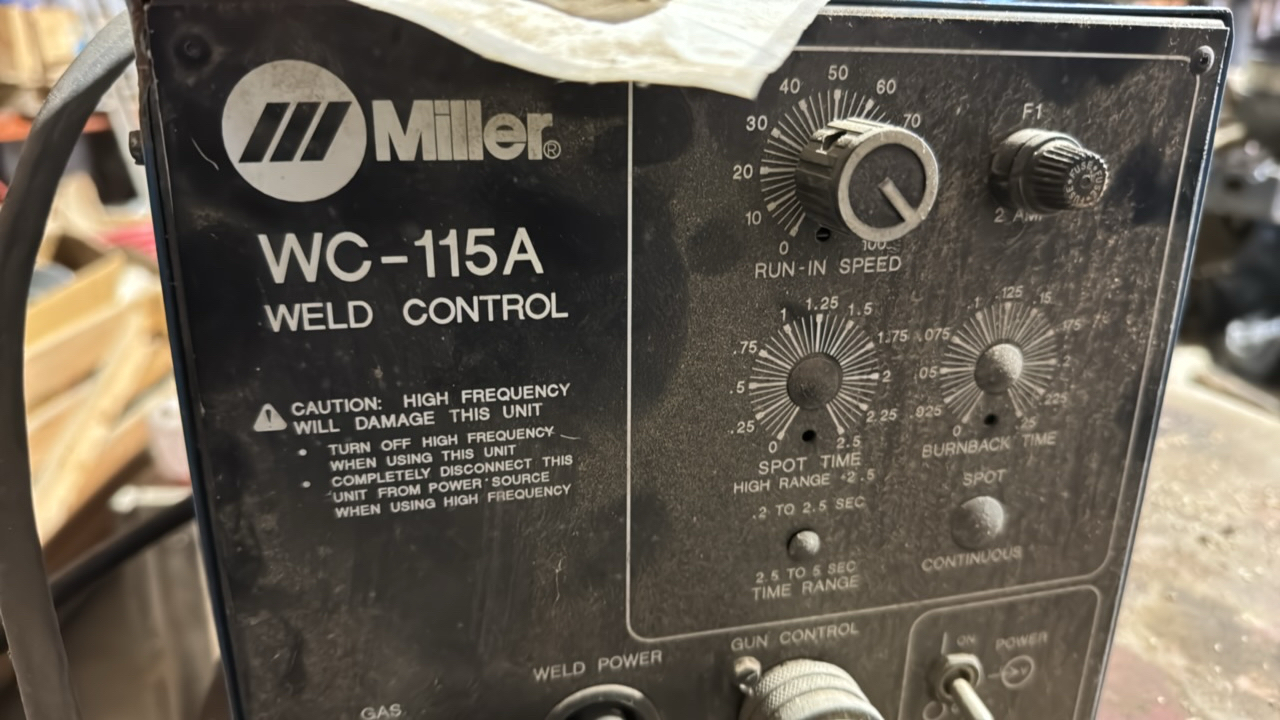 Miller®
WC-115A
WELD CONTROL
CAUTION: HIGH FREQUENCY
WILL DAMAGE THIS UNIT
• TURN OFF HIGH FREQUENCY
WHEN USING THIS UNIT
• COMPLETELY DISCONNECT THIS
UNIT FROM POWER SOURCE
WHEN USING HIGH FREQUENCY
0
10
20
30
40
50
60
70
100
RUN-IN SPEED
F1
2 AMP
0
.25
.5
.75
1
1.25
1.5
1.75
2
2.25
2.5
SPOT TIME
HIGH RANGE +2.5
0
.025
.05
.075
.1
.125
.15
.175
.2
.225
.25
BURNBACK TIME
.2 TO 2.5 SEC
2.5 TO 5 SEC
TIME RANGE
SPOT
CONTINUOUS
WELD POWER
GUN CONTROL
ON
POWER
GAS